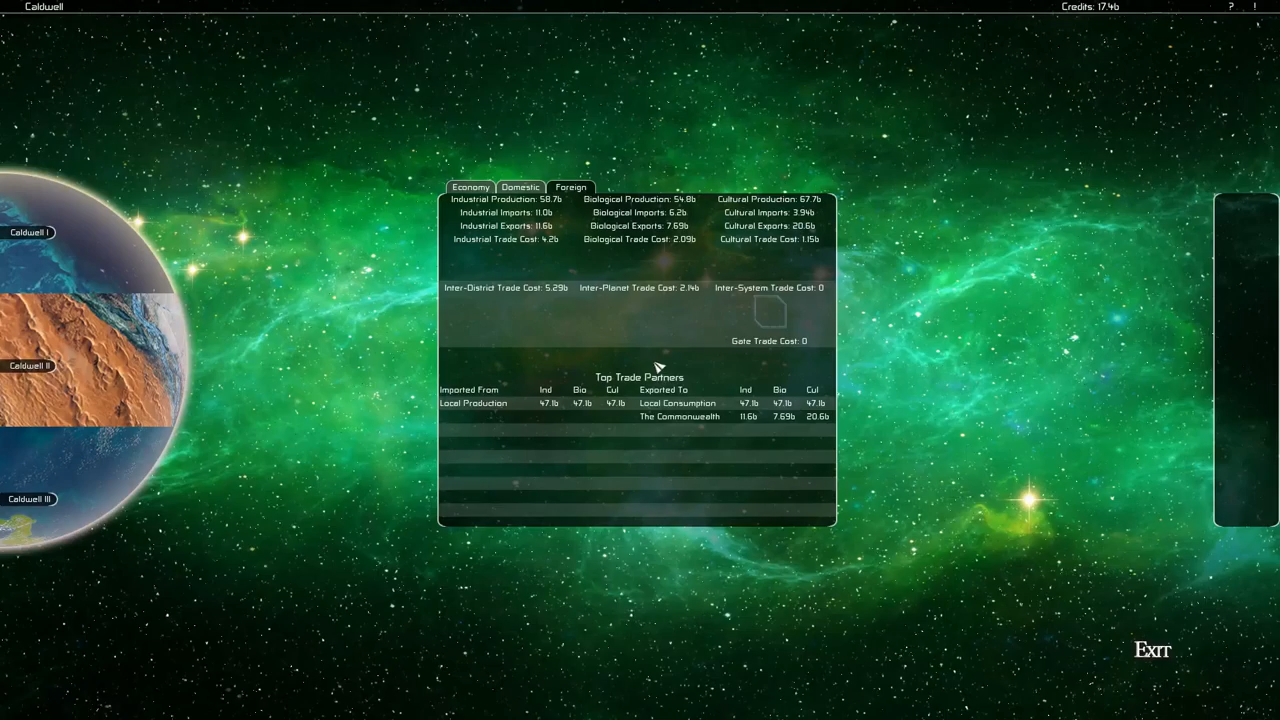 Caldwell Credits: 17.4b ? !
Economy Domestic Foreign
Industrial Production: 58.7b Biological Production: 54.8b Cultural Production: 67.7b
Industrial Imports: 11.0b Biological Imports: 6.2b Cultural Imports: 3.94b
Industrial Exports: 11.6b Biological Exports: 7.69b Cultural Exports: 20.6b
Industrial Trade Cost: 4.2b Biological Trade Cost: 2.09b Cultural Trade Cost: 1.15b
Caldwell I
Inter-District Trade Cost: 5.29b Inter-Planet Trade Cost: 2.14b Inter-System Trade Cost: 0
Gate Trade Cost: 0
Caldwell II
Top Trade Partners
Imported From Ind Bio Cul Exported To Ind Bio Cul
Local Production 47.1b 47.1b 47.1b Local Consumption 47.1b 47.1b 47.1b
The Commonwealth 11.6b 7.69b 20.6b
Caldwell III
Exit